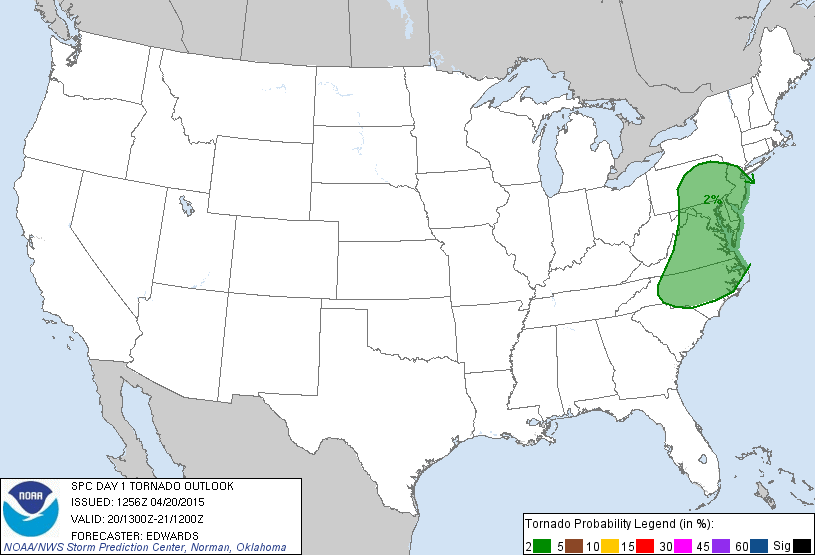 2%
SPC DAY 1 TORNADO OUTLOOK
ISSUED: 1256Z 04/20/2015
VALID: 20/1300Z-21/1200Z
FORECASTER: EDWARDS
NOAA/NWS Storm Prediction Center, Norman, Oklahoma
NOAA
Tornado Probability Legend (in %):
2 5 10 15 30 45 60 Sig